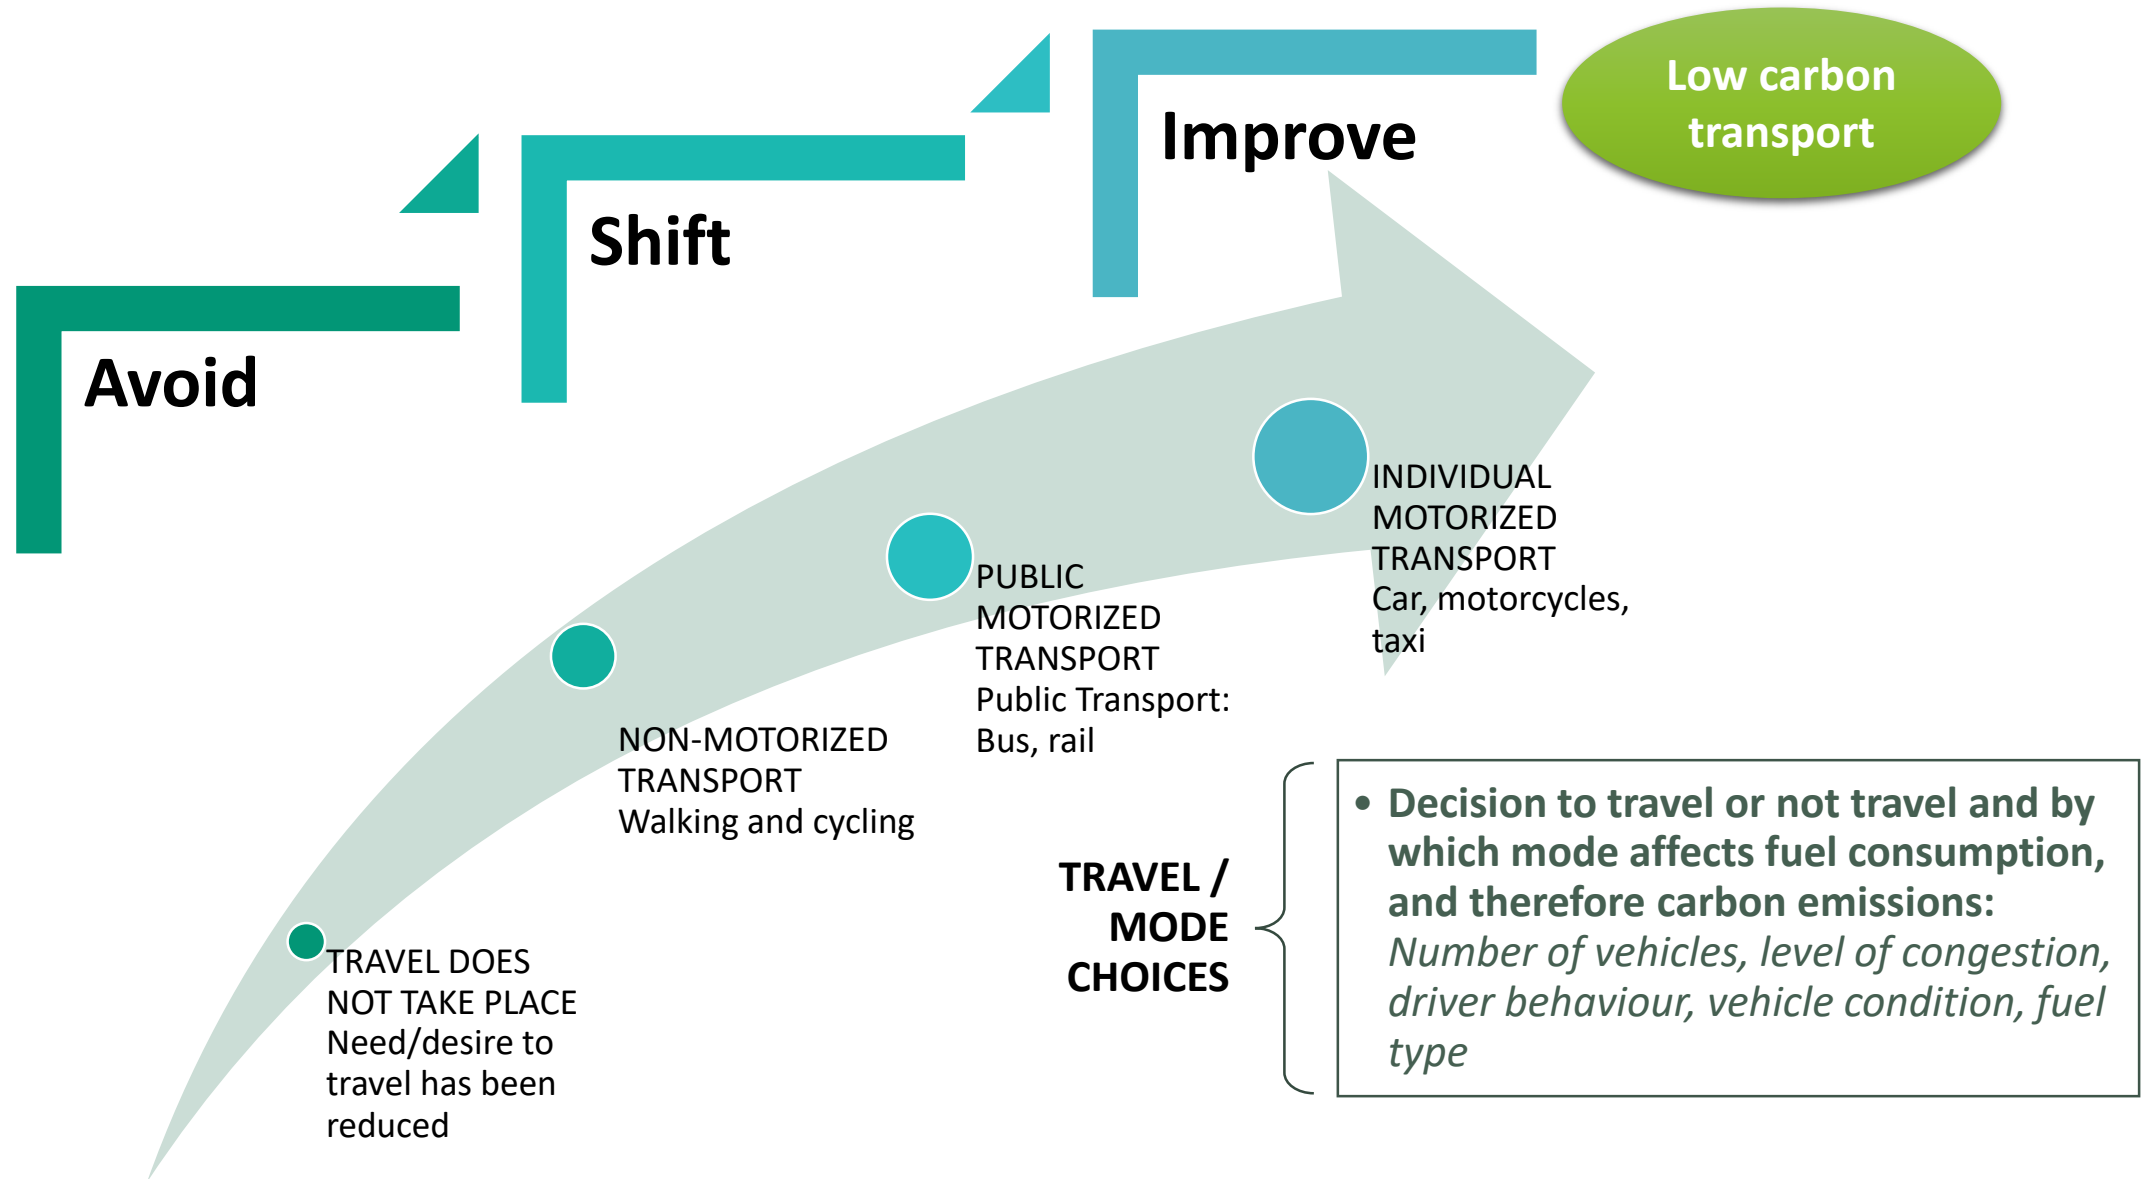 Low carbon
transport
Improve
Shift
Avoid
INDIVIDUAL
MOTORIZED
TRANSPORT
Car, motorcycles,
taxi
PUBLIC
MOTORIZED
TRANSPORT
Public Transport:
Bus, rail
NON-MOTORIZED
TRANSPORT
Walking and cycling
TRAVEL DOES
NOT TAKE PLACE
Need/desire to
travel has been
reduced
TRAVEL /
MODE
CHOICES
• Decision to travel or not travel and by
which mode affects fuel consumption,
and therefore carbon emissions:
Number of vehicles, level of congestion,
driver behaviour, vehicle condition, fuel
type